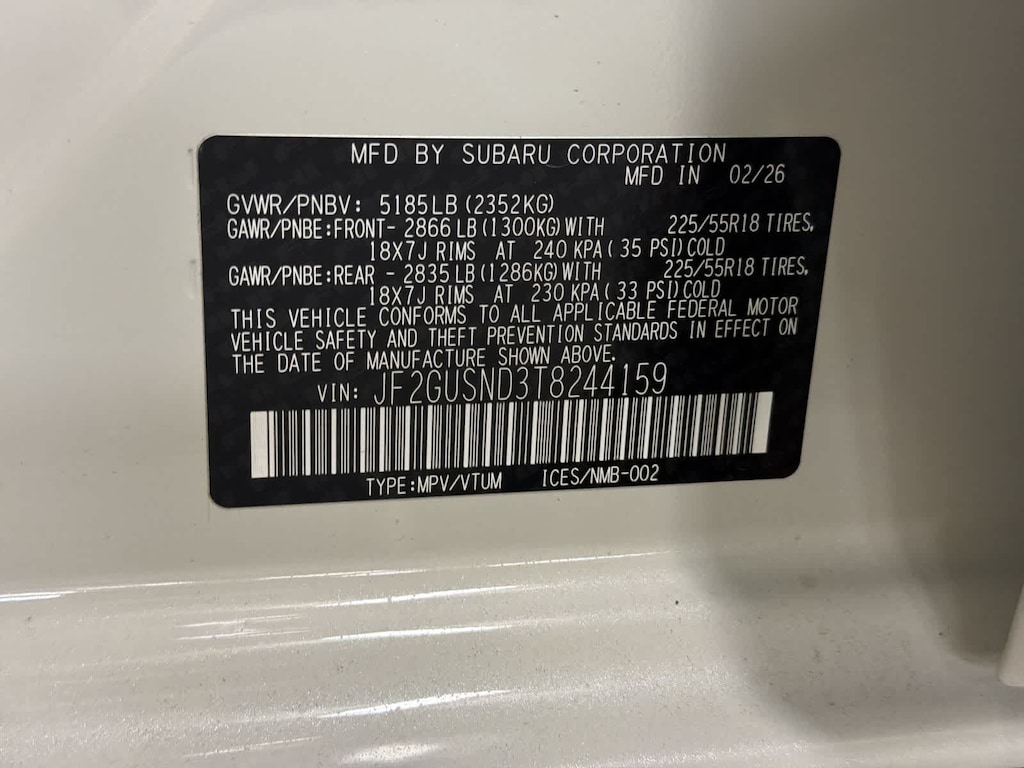 MFD BY SUBARU CORPORATION
MFD IN 02/26
GVWR/PNBV: 5185LB(2352KG)
GAWR/PNBE:FRONT- 2866 LB(1300KG)WITH 225/55R18 TIRES,
18X7J RIMS AT 240 KPA( 35 PSI)COLD
GAWR/PNBE:REAR - 2835 LB(1286KG)WITH 225/55R18 TIRES,
18X7J RIMS AT 230 KPA( 33 PSI)COLD
THIS VEHICLE CONFORMS TO ALL APPLICABLE FEDERAL MOTOR
VEHICLE SAFETY AND THEFT PREVENTION STANDARDS IN EFFECT ON
THE DATE OF MANUFACTURE SHOWN ABOVE.
VIN: JF2GUSND3T8244159
TYPE:MPV/VTUM ICES/NMB-002